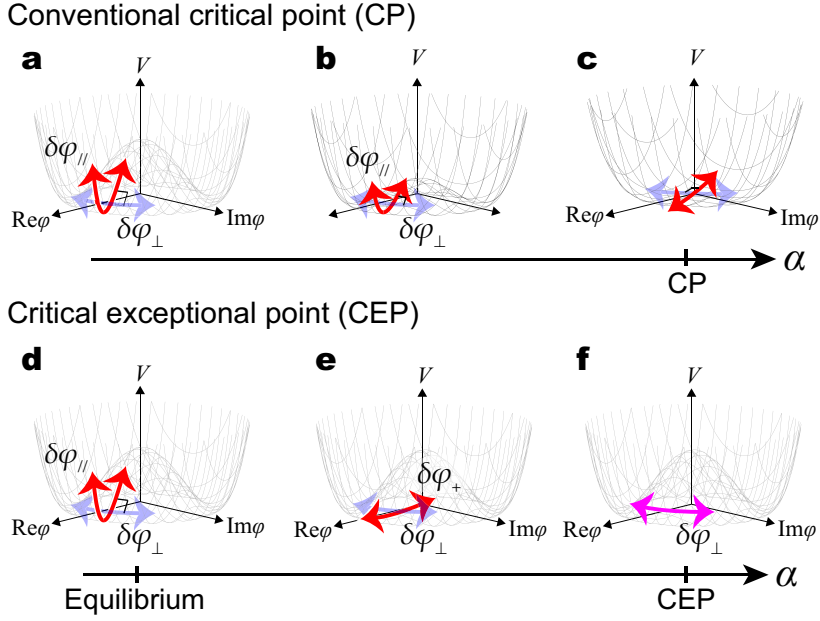 Conventional critical point (CP)
a b c
V V V
δφ// δφ//
Reφ Imφ Reφ Imφ
δφ⊥ δφ⊥
α
CP
Critical exceptional point (CEP)
d e f
V V V
δφ// δφ+
Reφ Imφ Reφ Imφ Reφ Imφ
δφ⊥ δφ⊥ δφ⊥
α
Equilibrium CEP